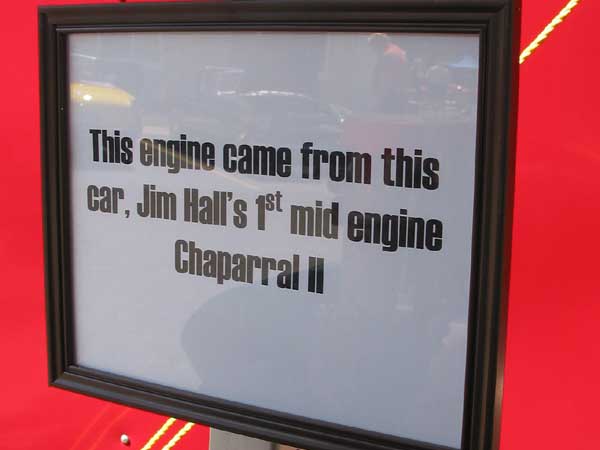 This engine came from this
car, Jim Hall's 1st mid engine
Chaparral II